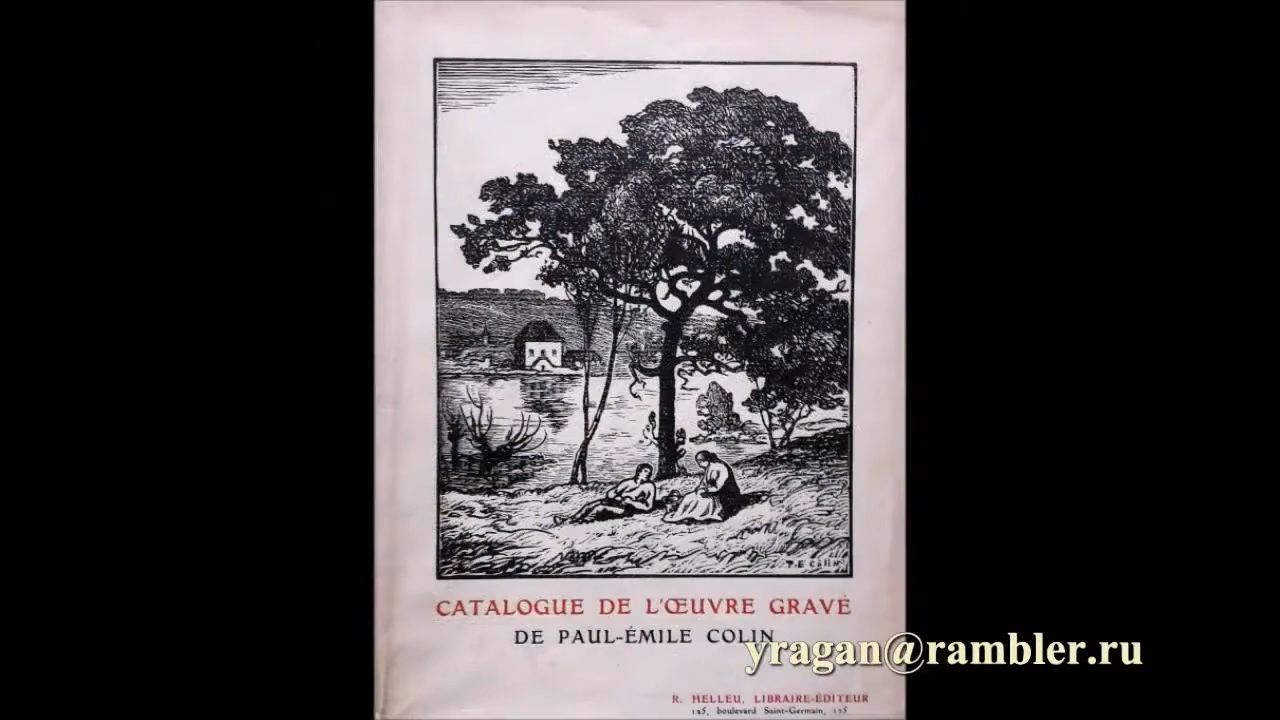 P. E Colin
CATALOGUE DE L'ŒUVRE GRAVÉ
DE PAUL-ÉMILE COLIN
yragan@rambler.ru
R. HELLEU, LIBRAIRE-ÉDITEUR
125, boulevard Saint-Germain, 125